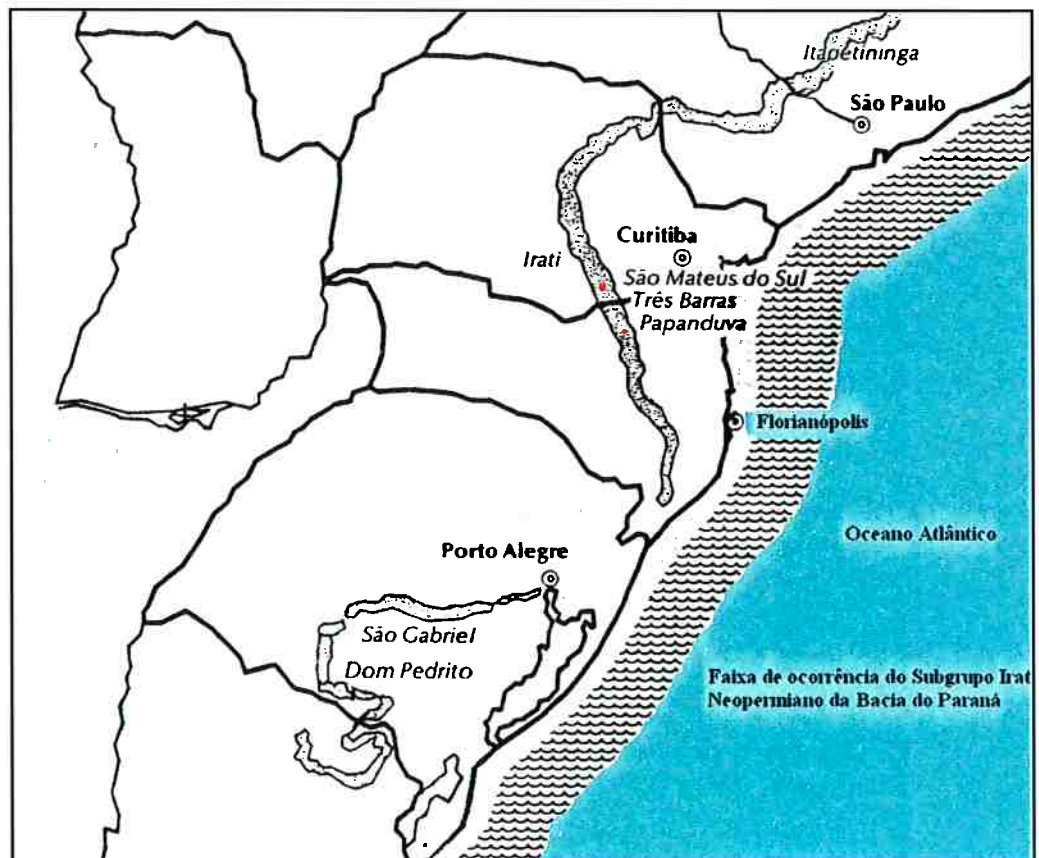 Itapetininga
São Paulo
Curitiba
Irati
São Mateus do Sul
Três Barras
Papanduva
Florianópolis
Oceano Atlântico
Porto Alegre
São Gabriel
Dom Pedrito
Faixa de ocorrência do Subgrupo Irat
Neopermiano da Bacia do Paraná